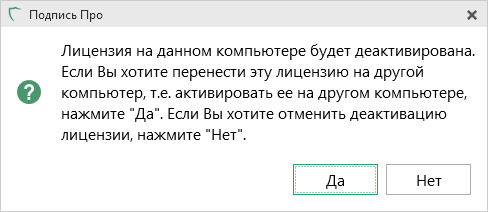 Подпись Про
Лицензия на данном компьютере будет деактивирована.
Если Вы хотите перенести эту лицензию на другой
компьютер, т.е. активировать ее на другом компьютере,
нажмите "Да". Если Вы хотите отменить деактивацию
лицензии, нажмите "Нет".
Да
Нет